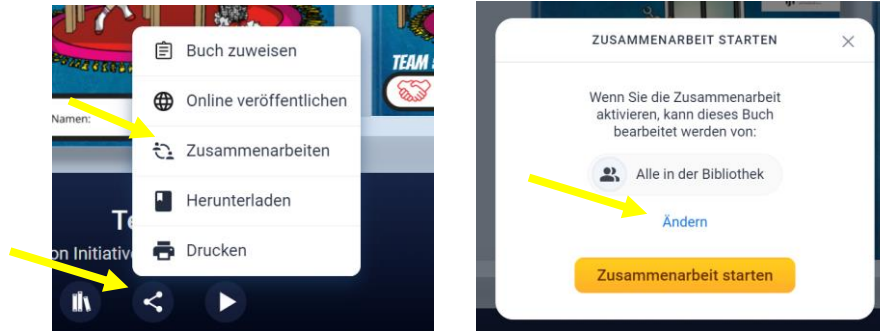 Buch zuweisen
TEAM
Online veröffentlichen
Namen:
Zusammenarbeiten
Herunterladen
on Initiativ
Drucken
ZUSAMMENARBEIT STARTEN
Wenn Sie die Zusammenarbeit
aktivieren, kann dieses Buch
bearbeitet werden von:
Alle in der Bibliothek
Ändern
Zusammenarbeit starten